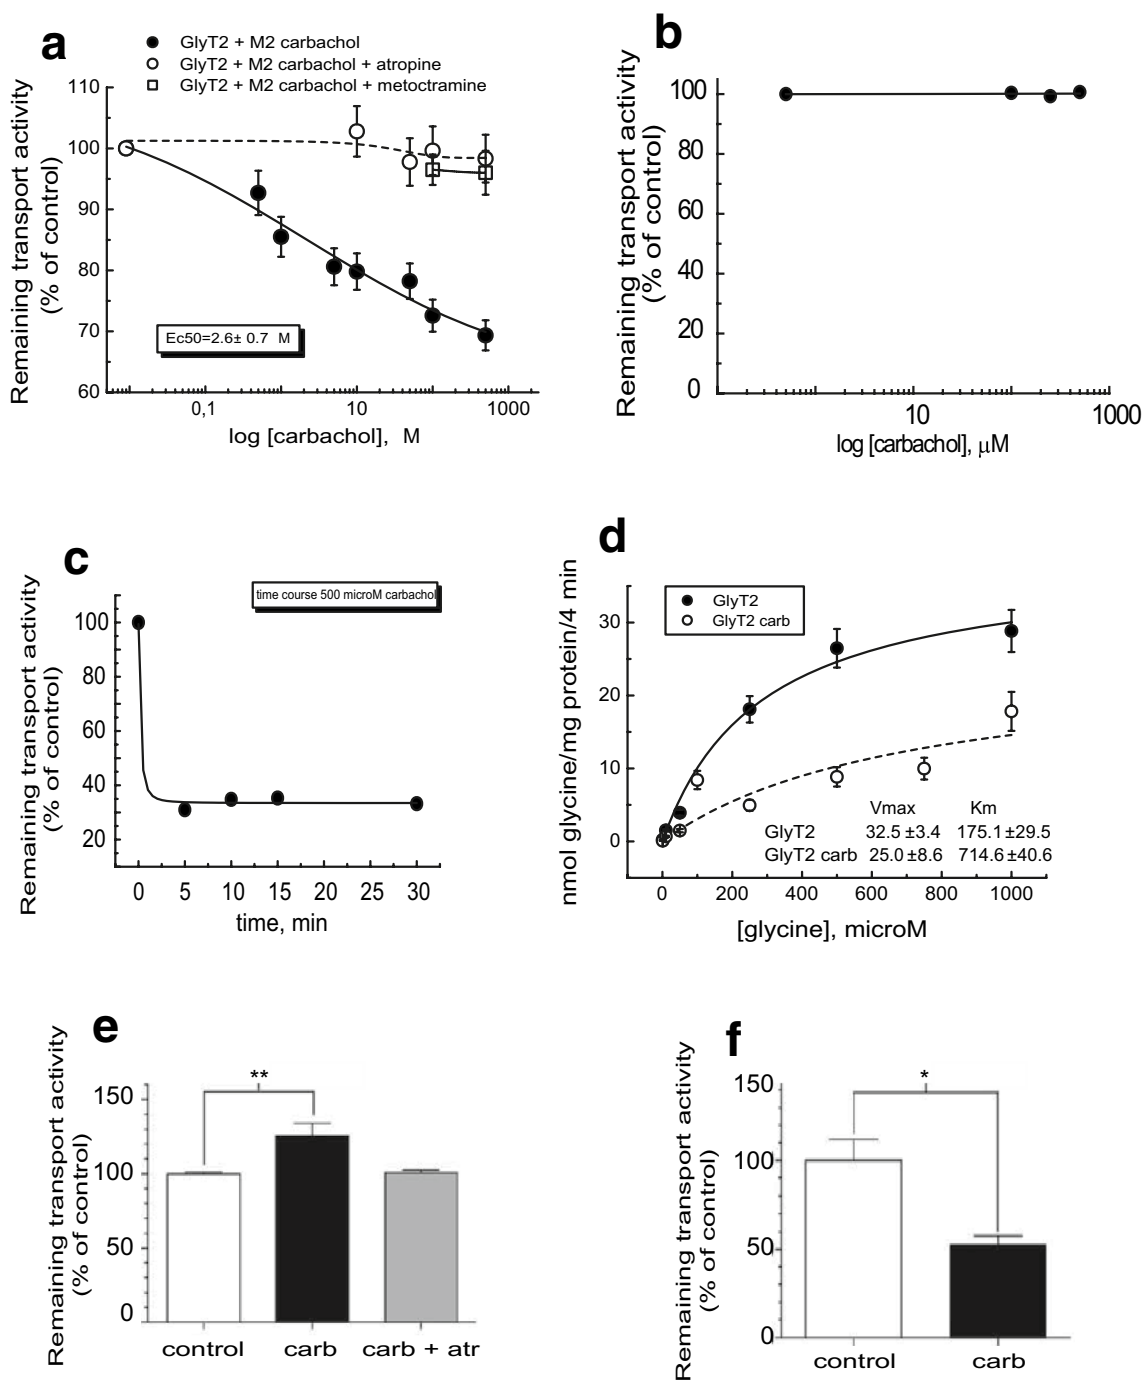 a
GlyT2 + M2 carbachol
GlyT2 + M2 carbachol + atropine
GlyT2 + M2 carbachol + metoctramine
Remaining transport activity
(% of control)
110
100
90
80
70
60
Ec50=2.6± 0.7 M
0,1
10
1000
log [carbachol], M
b
Remaining transport activity
(% of control)
100
80
60
40
20
0
10
1000
log [carbachol], μM
c
time course 500 microM carbachol
Remaining transport activity
(% of control)
100
80
60
40
20
0
5
10
15
20
25
30
time, min
d
GlyT2
GlyT2 carb
nmol glycine/mg protein/4 min
30
20
10
0
Vmax Km
GlyT2 32.5 ±3.4 175.1 ±29.5
GlyT2 carb 25.0 ±8.6 714.6 ±40.6
0
200
400
600
800
1000
[glycine], microM
e
Remaining transport activity
(% of control)
150
100
50
0
**
control
carb
carb + atr
f
Remaining transport activity
(% of control)
150
100
50
0
*
control
carb